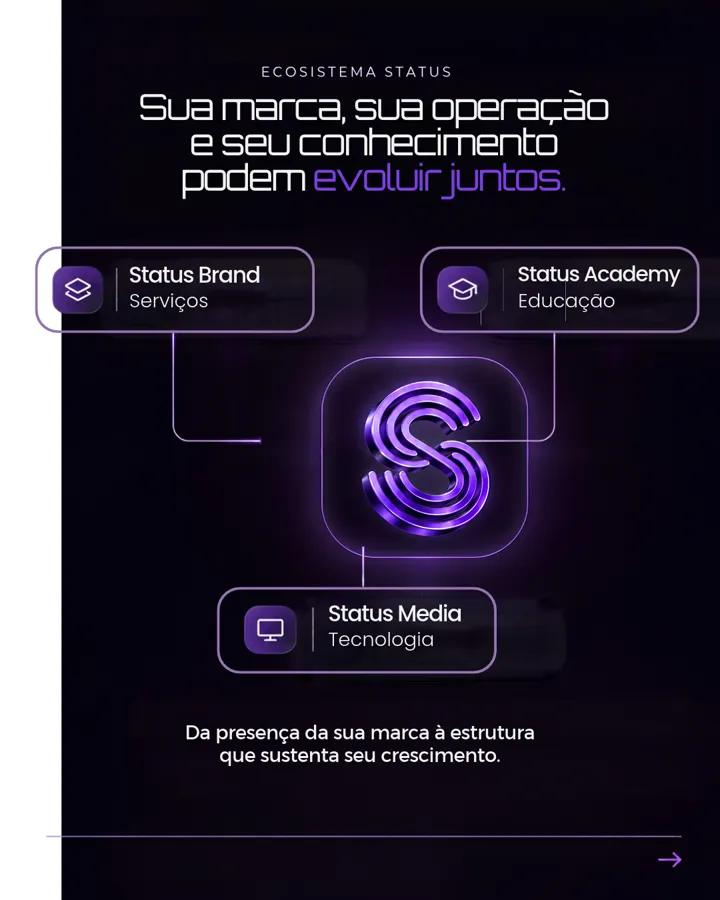 ECOSISTEMA STATUS
Sua marca, sua operação
e seu conhecimento
podem evoluir juntos.
Status Brand
Serviços
Status Academy
Educação
Status Media
Tecnologia
Da presença da sua marca à estrutura
que sustenta seu crescimento.